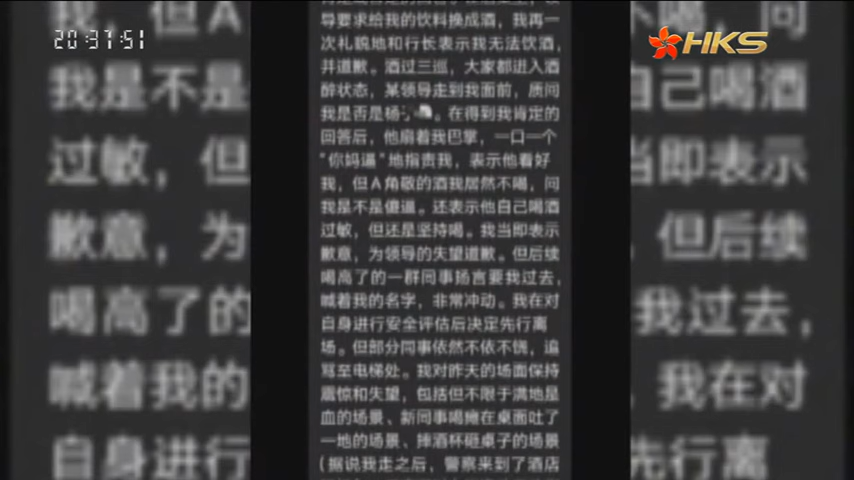 20:37:51
HKS
导要求给我的饮料换成酒，我再一
次礼貌地和行长表示我无法饮酒，
并道歉。酒过三巡，大家都进入酒
醉状态，某领导走到我面前，质问
我是否是杨 。在得到我肯定的
回答后，他扇着我巴掌，一口一个
“你妈逼”地指责我，表示他看好
我，但A角敬的酒我居然不喝，问
我是不是傻逼。还表示他自己喝酒
过敏，但还是坚持喝。我当即表示
歉意，为领导的失望道歉。但后续
喝高了的一群同事扬言要我过去，
喊着我的名字，非常冲动。我在对
自身进行安全评估后决定先行离
场。但部分同事依然不依不饶，追
骂至电梯处。我对昨天的场面保持
震惊和失望，包括但不限于满地是
血的场景、新同事喝瘫在桌面吐了
一地的场景、摔酒杯砸桌子的场景
（据说我走之后，警察来到了酒店